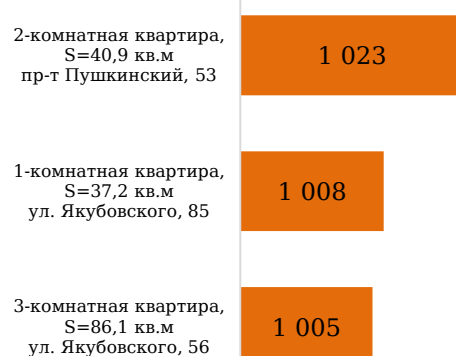 2-комнатная квартира,
S=40,9 кв.м
пр-т Пушкинский, 53
1 023
1-комнатная квартира,
S=37,2 кв.м
ул. Якубовского, 85
1 008
3-комнатная квартира,
S=86,1 кв.м
ул. Якубовского, 56
1 005